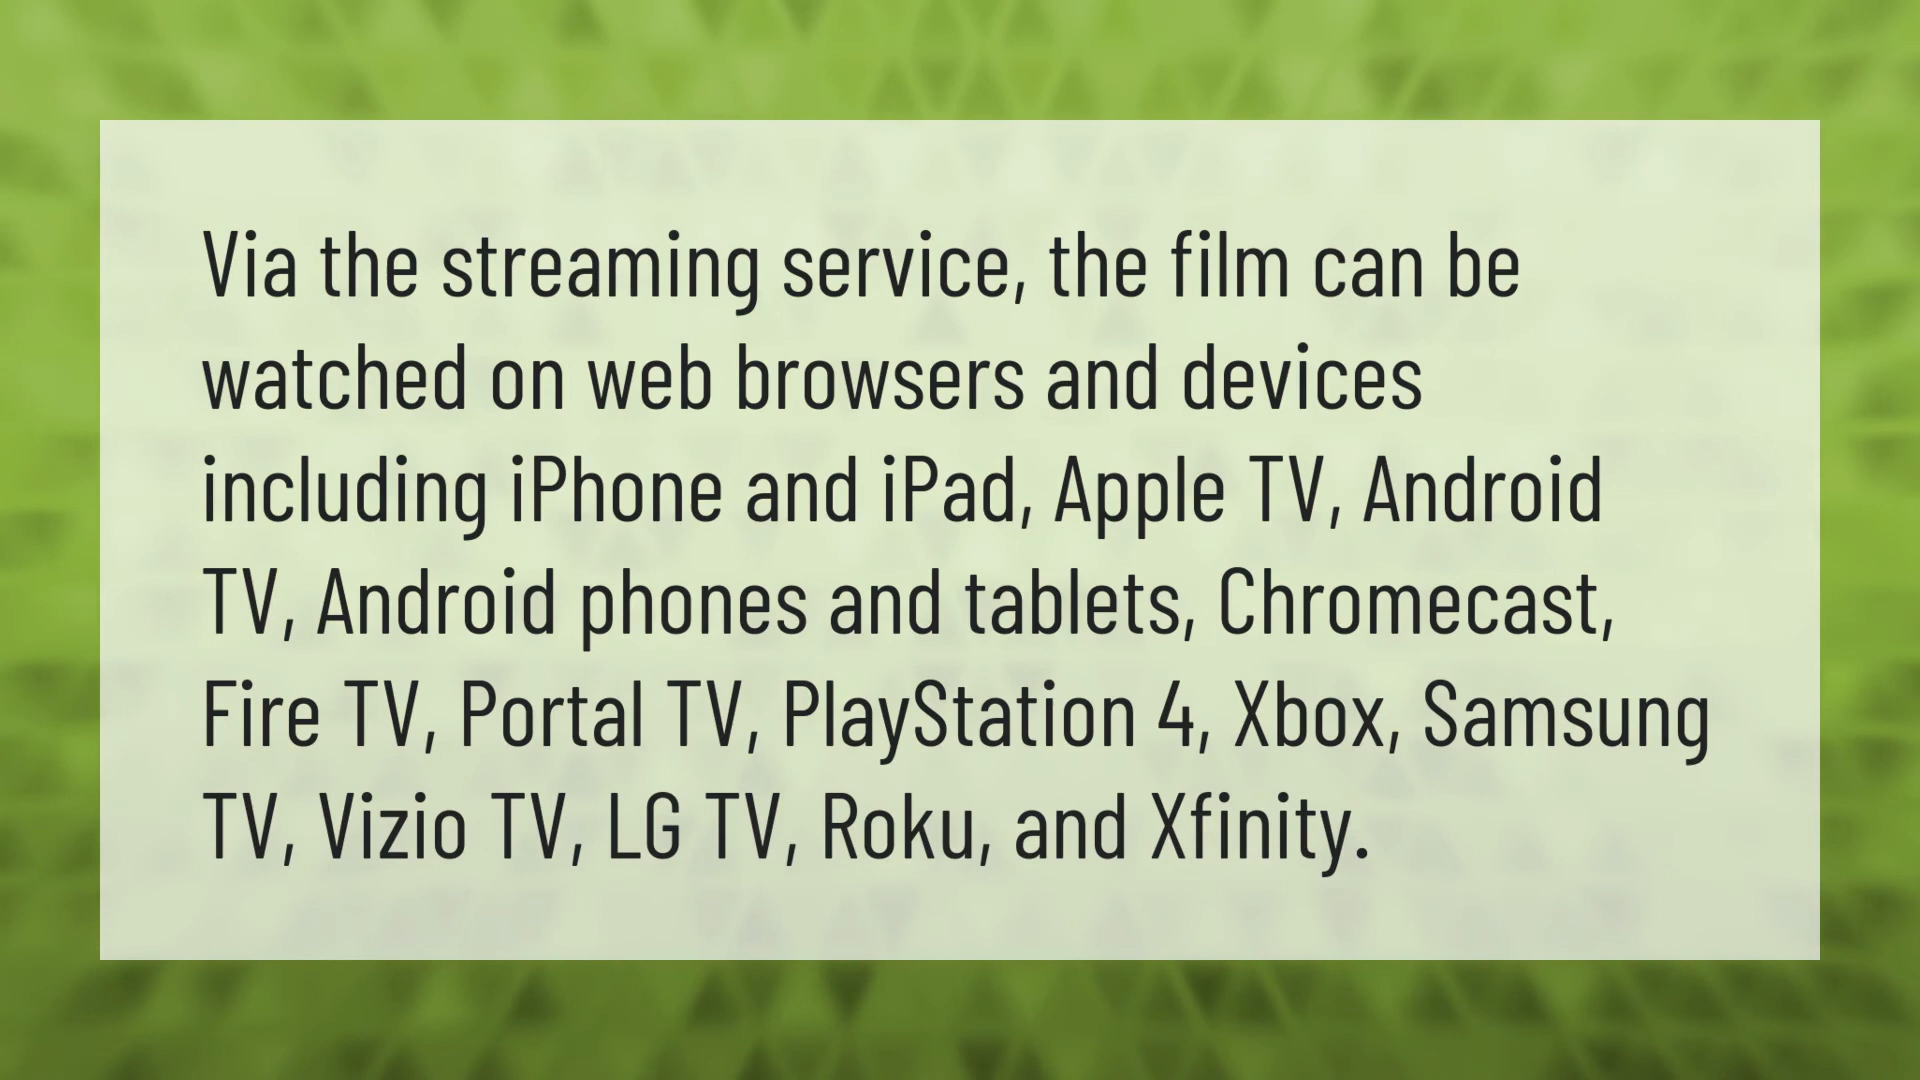 Via the streaming service, the film can be
watched on web browsers and devices
including iPhone and iPad, Apple TV, Android
TV, Android phones and tablets, Chromecast,
Fire TV, Portal TV, PlayStation 4, Xbox, Samsung
TV, Vizio TV, LG TV, Roku, and Xfinity.